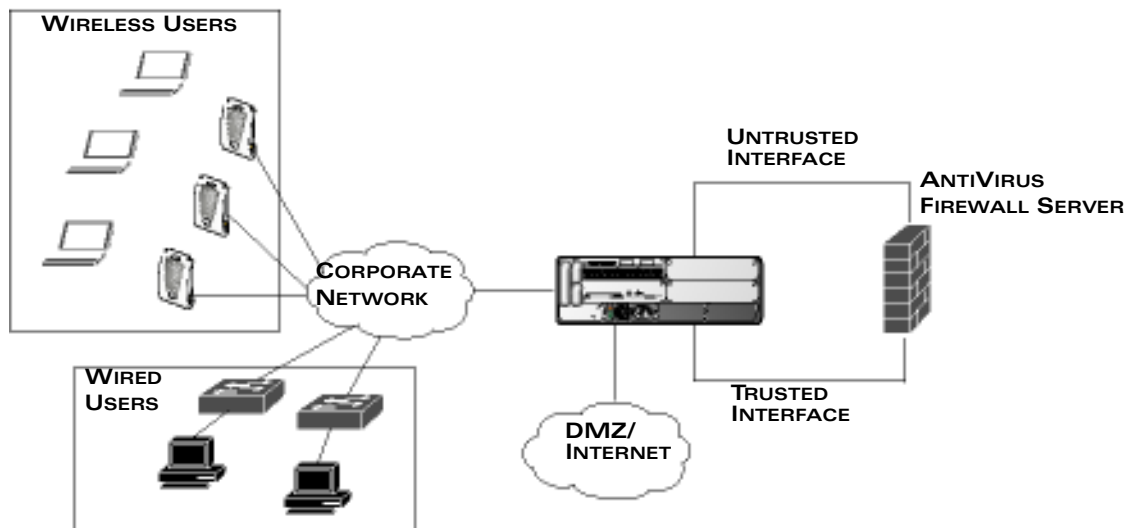 WIRELESS USERS
UNTRUSTED
INTERFACE
ANTIVIRUS
FIREWALL SERVER
CORPORATE
NETWORK
WIRED
USERS
TRUSTED
INTERFACE
DMZ/
INTERNET